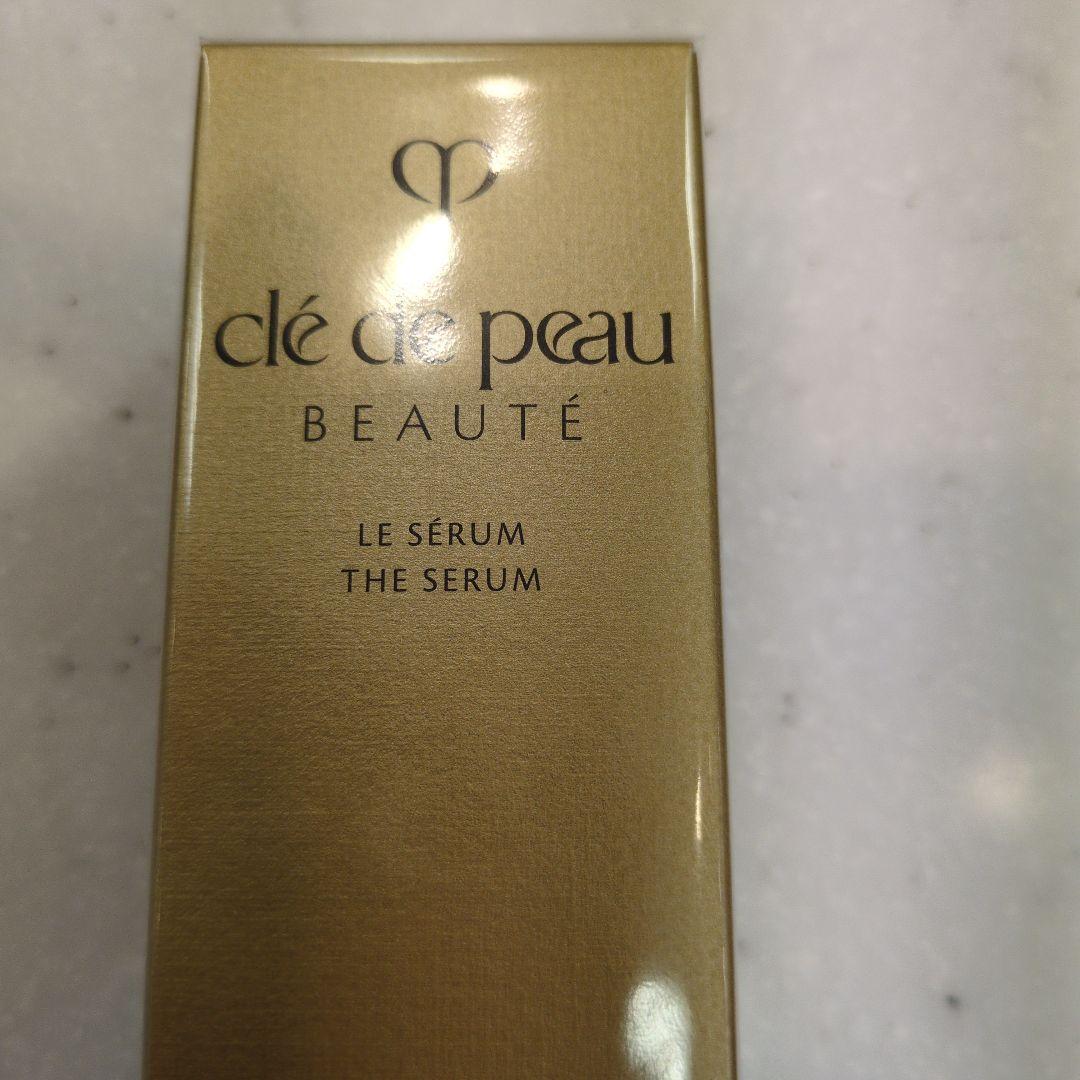 clé de peau
BEAUTÉ
LE SÉRUM
THE SERUM